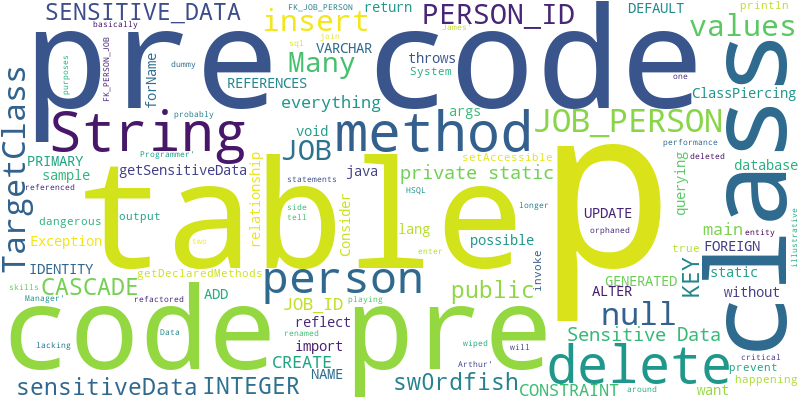 SENSITIVE_DATA
basically
FK_PERSON_JOB
purposes
pre
insert
sql
join
FK_JOB_PERSON
return
James
PERSON_ID
DEFAULT
println
values
code
Many
VARCHAR
dummy
one
forName
REFERENCES
throws
System
ClassPiercing
everything
args
probably
void
String
method
JOB_PERSON
class
TargetClass
PRIMARY
sample
Programmer'
getSensitiveData
relationship
JOB
java
private static
setAccessible
performance
deleted
database
querying
referenced
table
statements
HSQL
p
dangerous
output
side
tell
Consider
lang
longer
possible
UPDATE
orphaned
main
entity
illustrative
Exception
two
true
FOREIGN
IDENTITY
getDeclaredMethods
person
enter
invoke
static
skills
CASCADE
Manager'
refactored
ADD
JOB_ID
playing
public
GENERATED
ALTER
KEY
without
code
reflect
pre
null
critical
lacking
Data
import
renamed
wiped
will
Sensitive Data
prevent
happening
CREATE
NAME
Arthur'
delete
sensitiveData
INTEGER
swOrdfish
CONSTRAINT
around
want